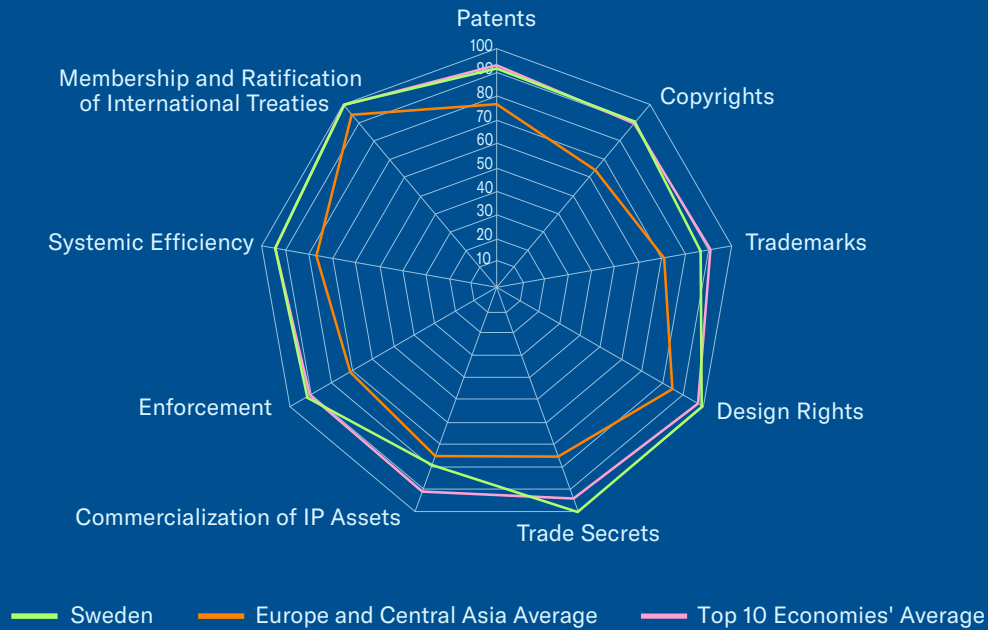 Patents
100
90
80
70
60
50
40
30
20
10
Membership and Ratification
of International Treaties
Copyrights
Systemic Efficiency
Trademarks
Enforcement
Design Rights
Commercialization of IP Assets
Trade Secrets
Sweden
Europe and Central Asia Average
Top 10 Economies' Average